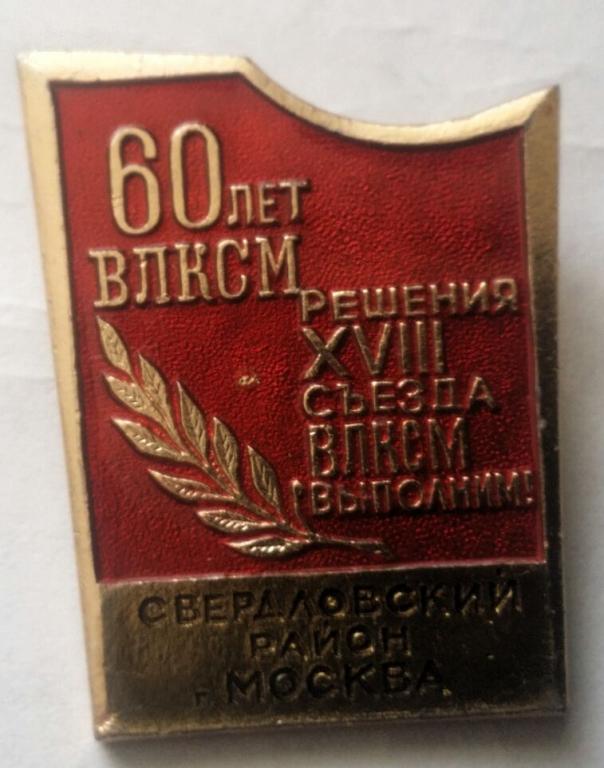 60 ЛЕТ
ВЛКСМ
РЕШЕНИЯ
XVIII
СЪЕЗДА
ВЛКСМ
ВЫПОЛНИМ!
СВЕРДЛОВСКИЙ
РАЙОН
г. МОСКВА